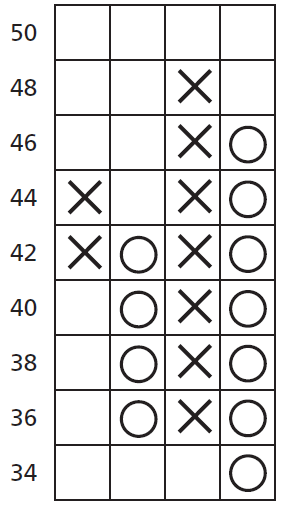 50
48 X
46 X O
44 X X O
42 X O X O
40 O X O
38 O X O
36 O X O
34 O